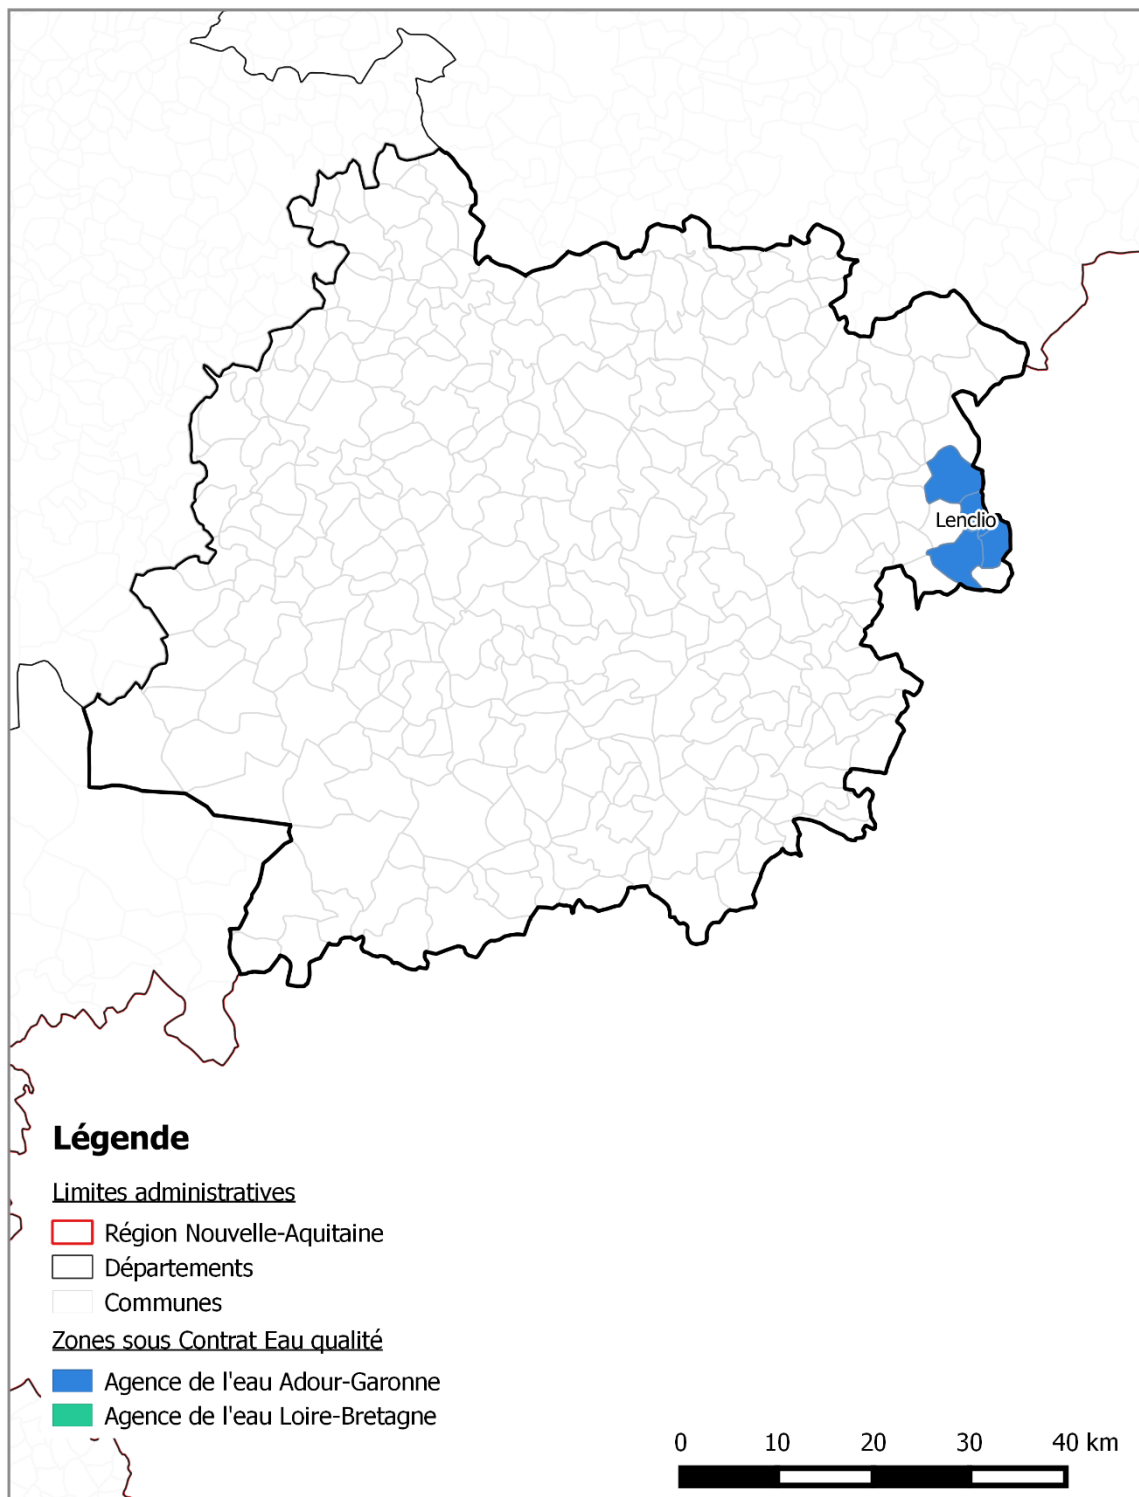 Lenclio
Légende
Limites administratives
Région Nouvelle-Aquitaine
Départements
Communes
Zones sous Contrat Eau qualité
Agence de l'eau Adour-Garonne
Agence de l'eau Loire-Bretagne
0 10 20 30 40 km